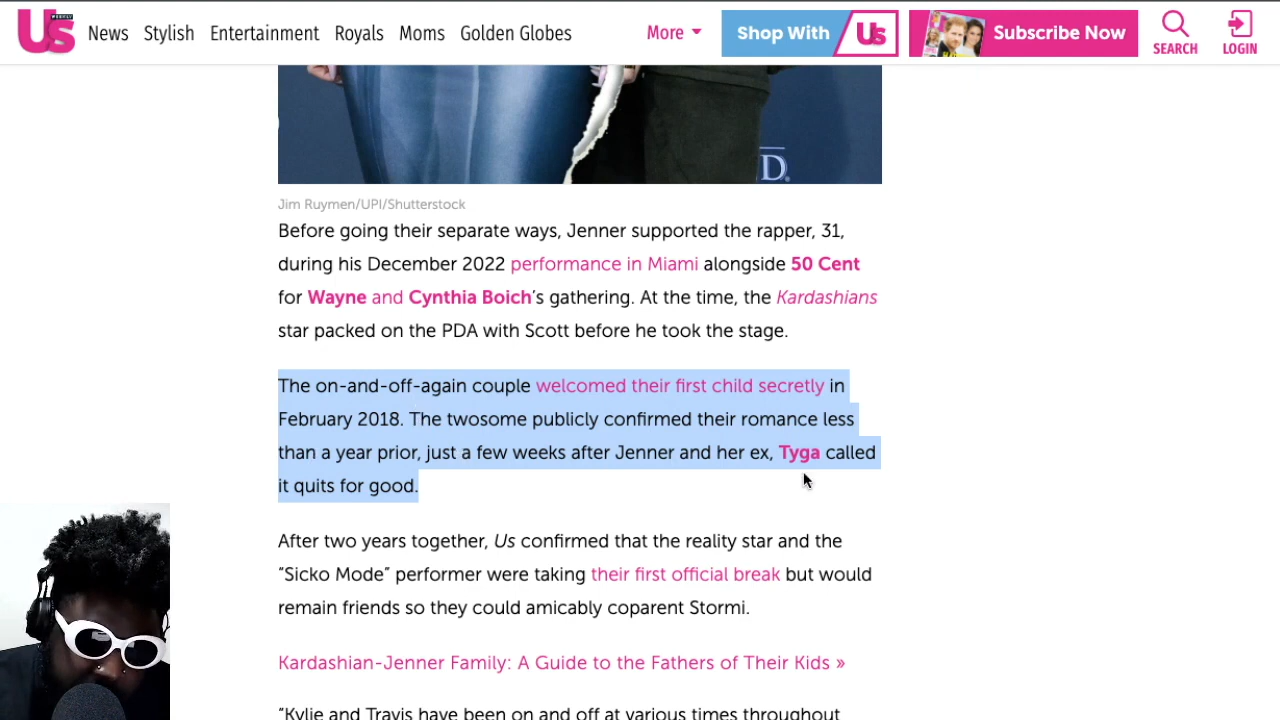 Us WEEKLY News Stylish Entertainment Royals Moms Golden Globes More Shop With Us Subscribe Now SEARCH LOGIN
D.
Jim Ruymen/UPI/Shutterstock
Before going their separate ways, Jenner supported the rapper, 31,
during his December 2022 performance in Miami alongside 50 Cent
for Wayne and Cynthia Boich’s gathering. At the time, the Kardashians
star packed on the PDA with Scott before he took the stage.
The on-and-off-again couple welcomed their first child secretly in
February 2018. The twosome publicly confirmed their romance less
than a year prior, just a few weeks after Jenner and her ex, Tyga called
it quits for good.
After two years together, Us confirmed that the reality star and the
“Sicko Mode” performer were taking their first official break but would
remain friends so they could amicably coparent Stormi.
Kardashian-Jenner Family: A Guide to the Fathers of Their Kids »
“Kylie and Travis have been on and off at various times throughout